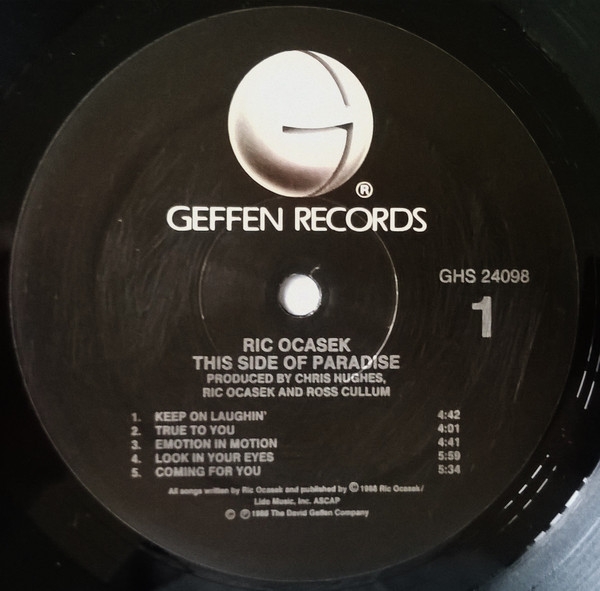 ®
GEFFEN RECORDS
GHS 24098
1
RIC OCASEK
THIS SIDE OF PARADISE
PRODUCED BY CHRIS HUGHES,
RIC OCASEK AND ROSS CULLUM
1. KEEP ON LAUGHIN' 4:42
2. TRUE TO YOU 4:01
3. EMOTION IN MOTION 4:41
4. LOOK IN YOUR EYES 5:59
5. COMING FOR YOU 5:34
All songs written by Ric Ocasek and published by © 1986 Ric Ocasek/
Lido Music, Inc. ASCAP
© ℗ 1986 The David Geffen Company